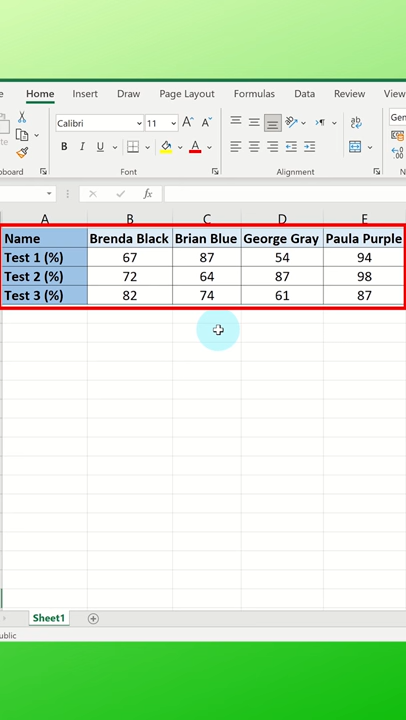 Home Insert Draw Page Layout Formulas Data Review View
Calibri 11
B I U
Font Alignment
fx
A B C D E
Name Brenda Black Brian Blue George Gray Paula Purple
Test 1 (%) 67 87 54 94
Test 2 (%) 72 64 87 98
Test 3 (%) 82 74 61 87
Sheet1